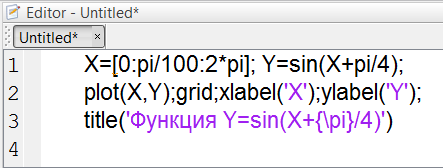 Editor - Untitled*
Untitled* ×
1 X=[0:pi/100:2*pi]; Y=sin(X+pi/4);
2 plot(X,Y);grid;xlabel('X');ylabel('Y');
3 title('Функция Y=sin(X+{\pi}/4)')
4